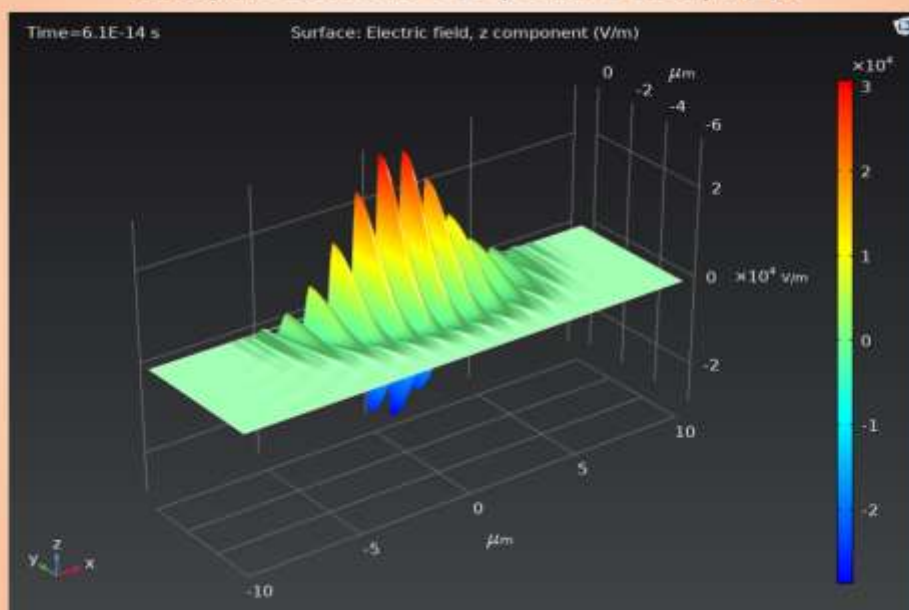 Time=6.1E-14 s
Surface: Electric field, z component (V/m)
0
μm
-2
-4
-6
2
0
×10⁴ V/m
-2
10
5
0
μm
-5
-10
×10⁴
3
2
1
0
-1
-2
z
y
x